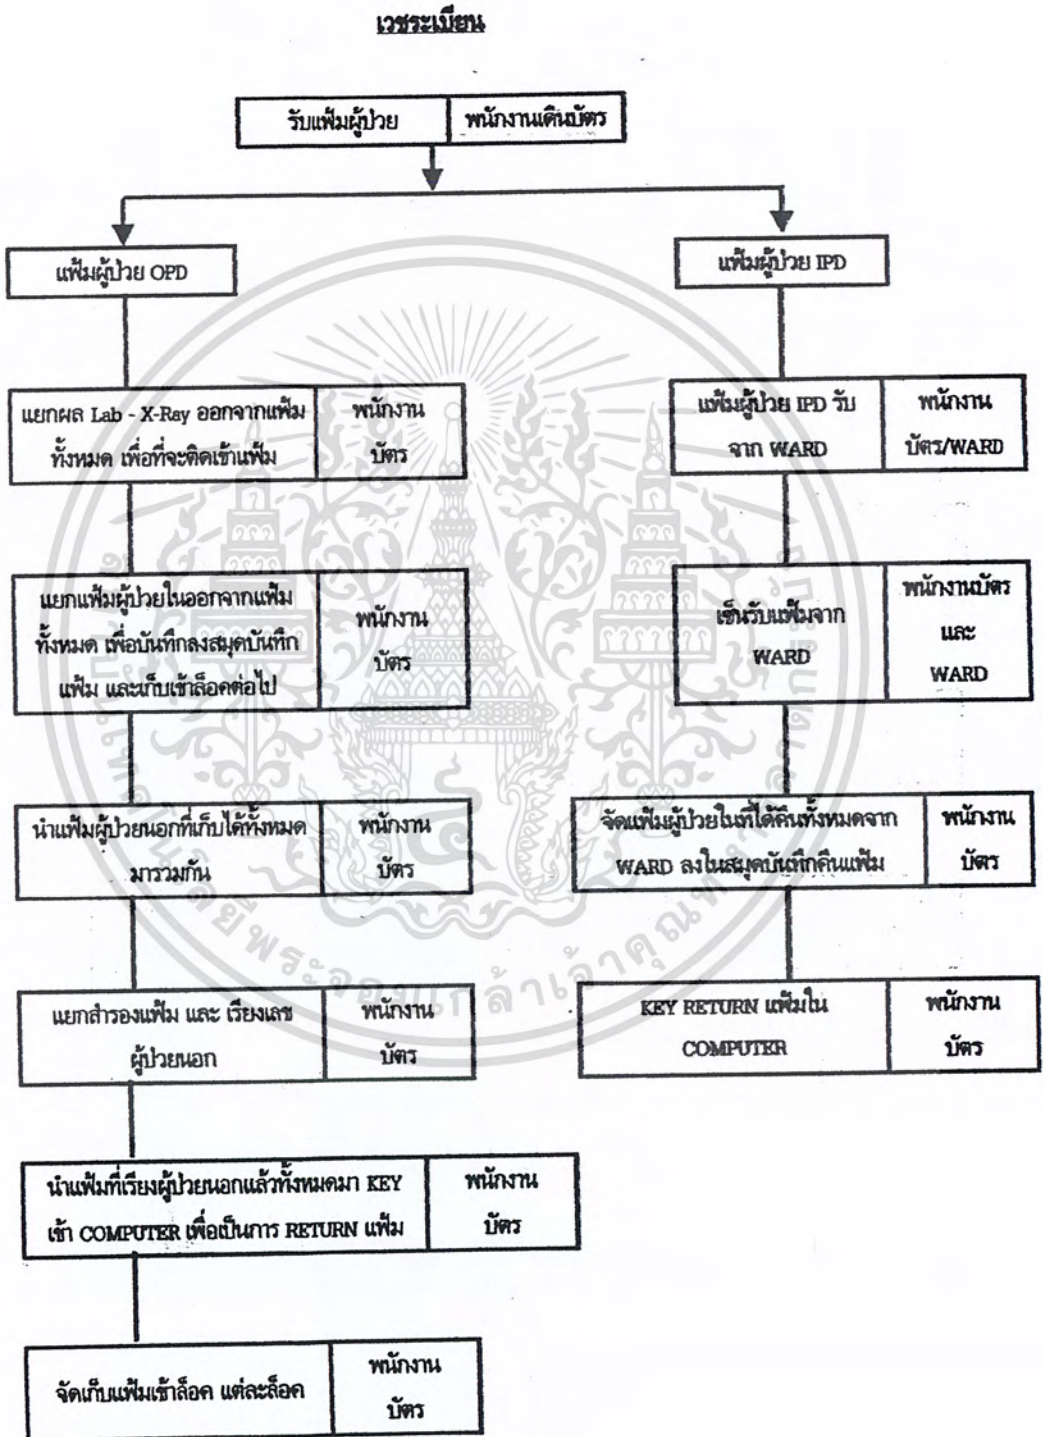 เวชระเบียน
รับแฟ้มผู้ป่วย
พนักงานเดินบัตร
แฟ้มผู้ป่วย OPD
แฟ้มผู้ป่วย IPD
แยกผล Lab - X-Ray ออกจากแฟ้ม
ทั้งหมด เพื่อที่จะติดเข้าแฟ้ม
พนักงาน
บัตร
แฟ้มผู้ป่วย IPD รับ
จาก WARD
พนักงาน
บัตร/WARD
แยกแฟ้มผู้ป่วยในออกจากแฟ้ม
ทั้งหมด เพื่อบันทึกลงสมุดบันทึก
แฟ้ม และเก็บเข้าล็อคต่อไป
พนักงาน
บัตร
เซ็นรับแฟ้มจาก
WARD
พนักงานบัตร
และ
WARD
นำแฟ้มผู้ป่วยนอกที่เก็บได้ทั้งหมด
มารวมกัน
พนักงาน
บัตร
จัดแฟ้มผู้ป่วยในที่ได้คืนทั้งหมดจาก
WARD ลงในสมุดบันทึกคืนแฟ้ม
พนักงาน
บัตร
แยกสำรองแฟ้ม และ เรียงเลข
ผู้ป่วยนอก
พนักงาน
บัตร
KEY RETURN แฟ้มใน
COMPUTER
พนักงาน
บัตร
นำแฟ้มที่เรียงผู้ป่วยนอกแล้วทั้งหมดมา KEY
เข้า COMPUTER เพื่อเป็นการ RETURN แฟ้ม
พนักงาน
บัตร
จัดเก็บแฟ้มเข้าล็อค แต่ละล็อค
พนักงาน
บัตร